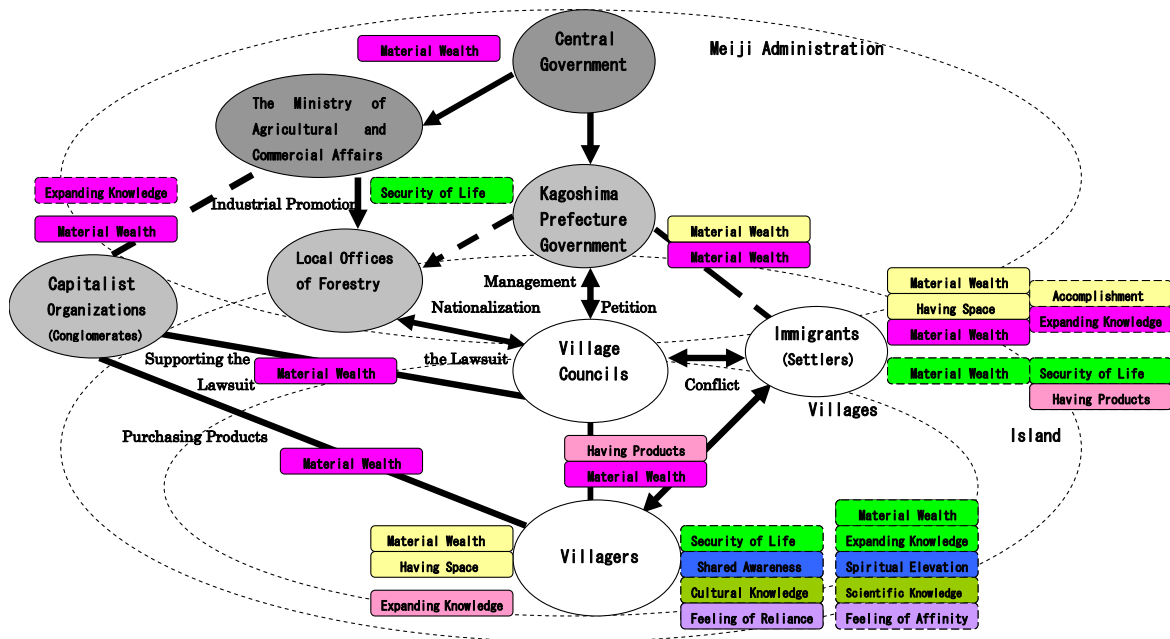 Central
Government
Meiji Administration
Material Wealth
The Ministry of
Agricultural and
Commercial Affairs
Expanding Knowledge
Security of Life
Industrial Promotion
Kagoshima
Prefecture
Government
Material Wealth
Material Wealth
Material Wealth
Local Offices
of Forestry
Capitalist
Organizations
(Conglomerates)
Management
Nationalization
Petition
Material Wealth
Having Space
Material Wealth
Accomplishment
Expanding Knowledge
Immigrants
(Settlers)
Supporting the
Lawsuit
the Lawsuit
Village
Councils
Conflict
Material Wealth
Material Wealth
Security of Life
Having Products
Villages
Island
Purchasing Products
Material Wealth
Having Products
Material Wealth
Material Wealth
Having Space
Expanding Knowledge
Villagers
Security of Life
Shared Awareness
Cultural Knowledge
Feeling of Reliance
Material Wealth
Expanding Knowledge
Spiritual Elevation
Scientific Knowledge
Feeling of Affinity